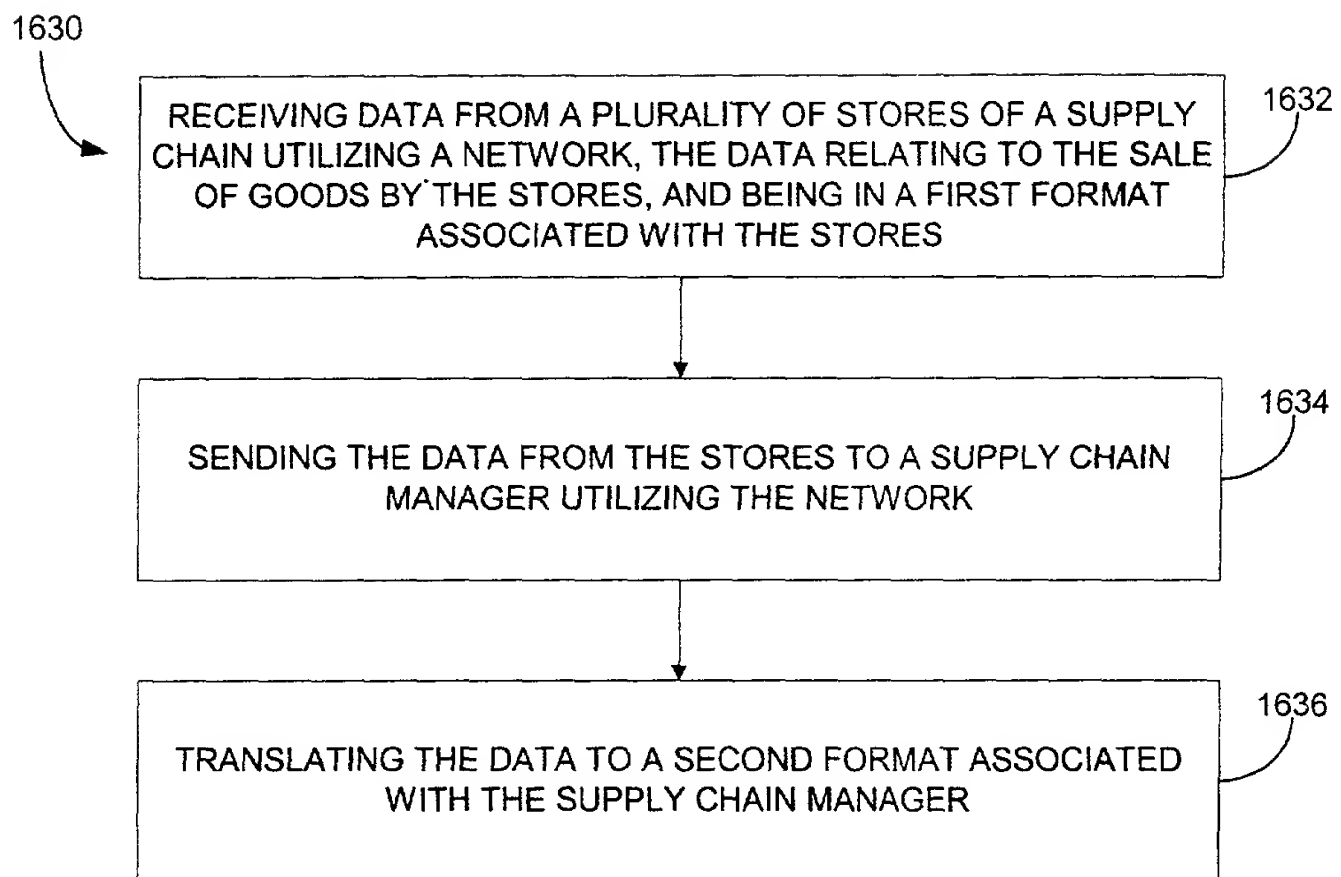 1630
RECEIVING DATA FROM A PLURALITY OF STORES OF A SUPPLY
CHAIN UTILIZING A NETWORK, THE DATA RELATING TO THE SALE
OF GOODS BY THE STORES, AND BEING IN A FIRST FORMAT
ASSOCIATED WITH THE STORES
1632
SENDING THE DATA FROM THE STORES TO A SUPPLY CHAIN
MANAGER UTILIZING THE NETWORK
1634
TRANSLATING THE DATA TO A SECOND FORMAT ASSOCIATED
WITH THE SUPPLY CHAIN MANAGER
1636